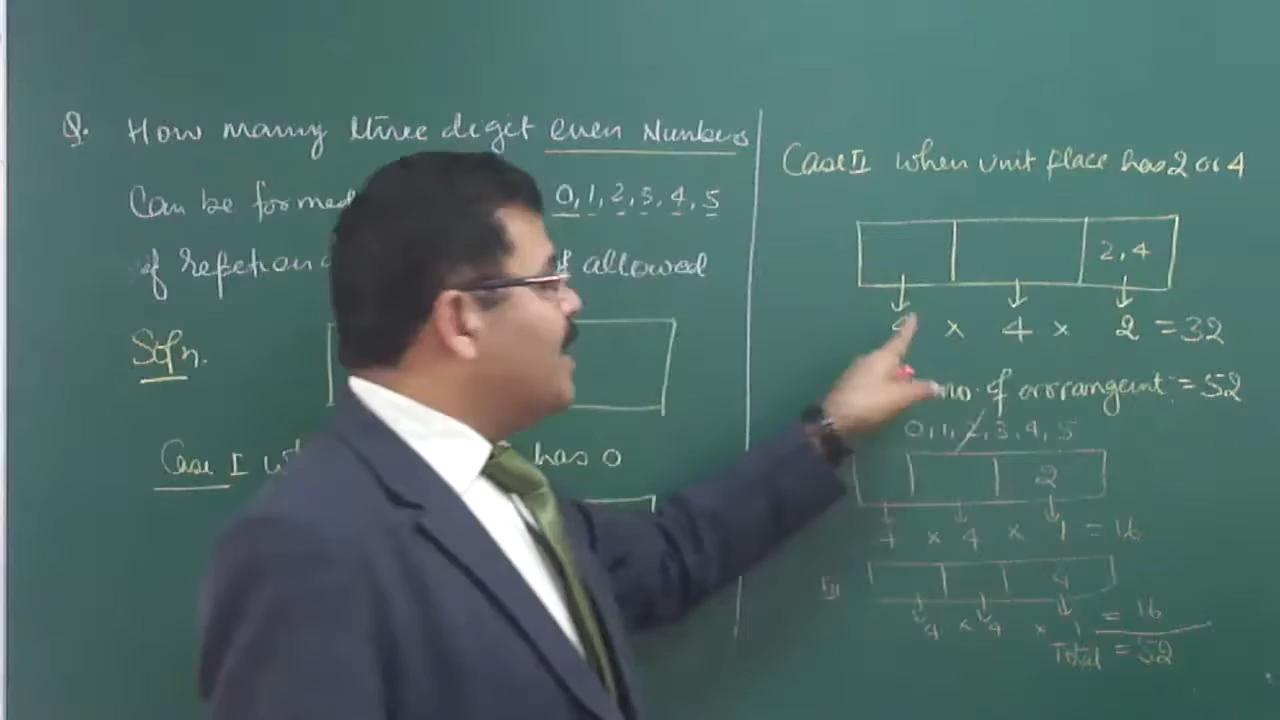 Q. How many three digit even Numbers
Can be formed 0, 1, 2, 3, 4, 5
if allowed
Soln.
Case I has 0
Case II when unit place has 2 or 4
2, 4
4 × 4 × 2 = 32
no. of = 52
0, 1, 2, 3, 4, 5
2
4 × 4 × 1 = 16
III
4
4 × 4 × 1 = 16
Total = 52